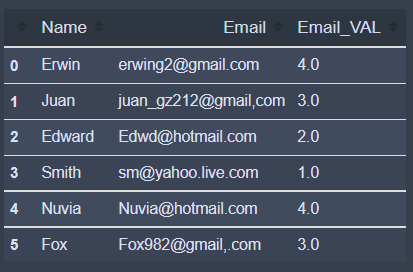 Name Email Email_VAL
0 Erwin erwing2@gmail.com 4.0
1 Juan juan_gz212@gmail,com 3.0
2 Edward Edwd@hotmail.com 2.0
3 Smith sm@yahoo.live.com 1.0
4 Nuvia Nuvia@hotmail.com 4.0
5 Fox Fox982@gmail,.com 3.0